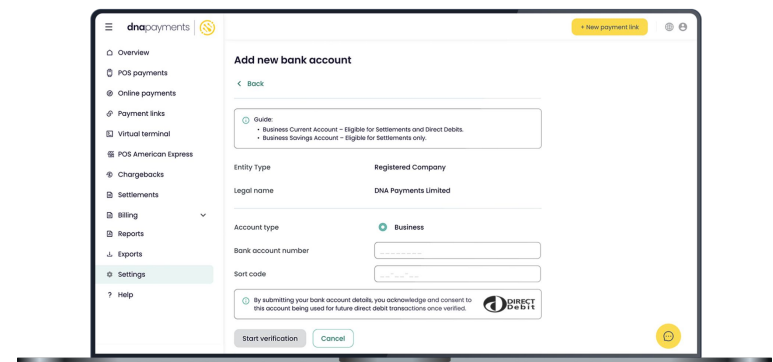 dnapayments
+ New payment link
Overview
POS payments
Online payments
Payment links
Virtual terminal
POS American Express
Chargebacks
Settlements
Billing
Reports
Exports
Settings
? Help
Add new bank account
< Back
Guide:
• Business Current Account – Eligible for Settlements and Direct Debits.
• Business Savings Account – Eligible for Settlements only.
Entity Type Registered Company
Legal name DNA Payments Limited
Account type Business
Bank account number ________
Sort code __-__-__
By submitting your bank account details, you acknowledge and consent to
this account being used for future direct debit transactions once verified.
DIRECT
Debit
Start verification Cancel